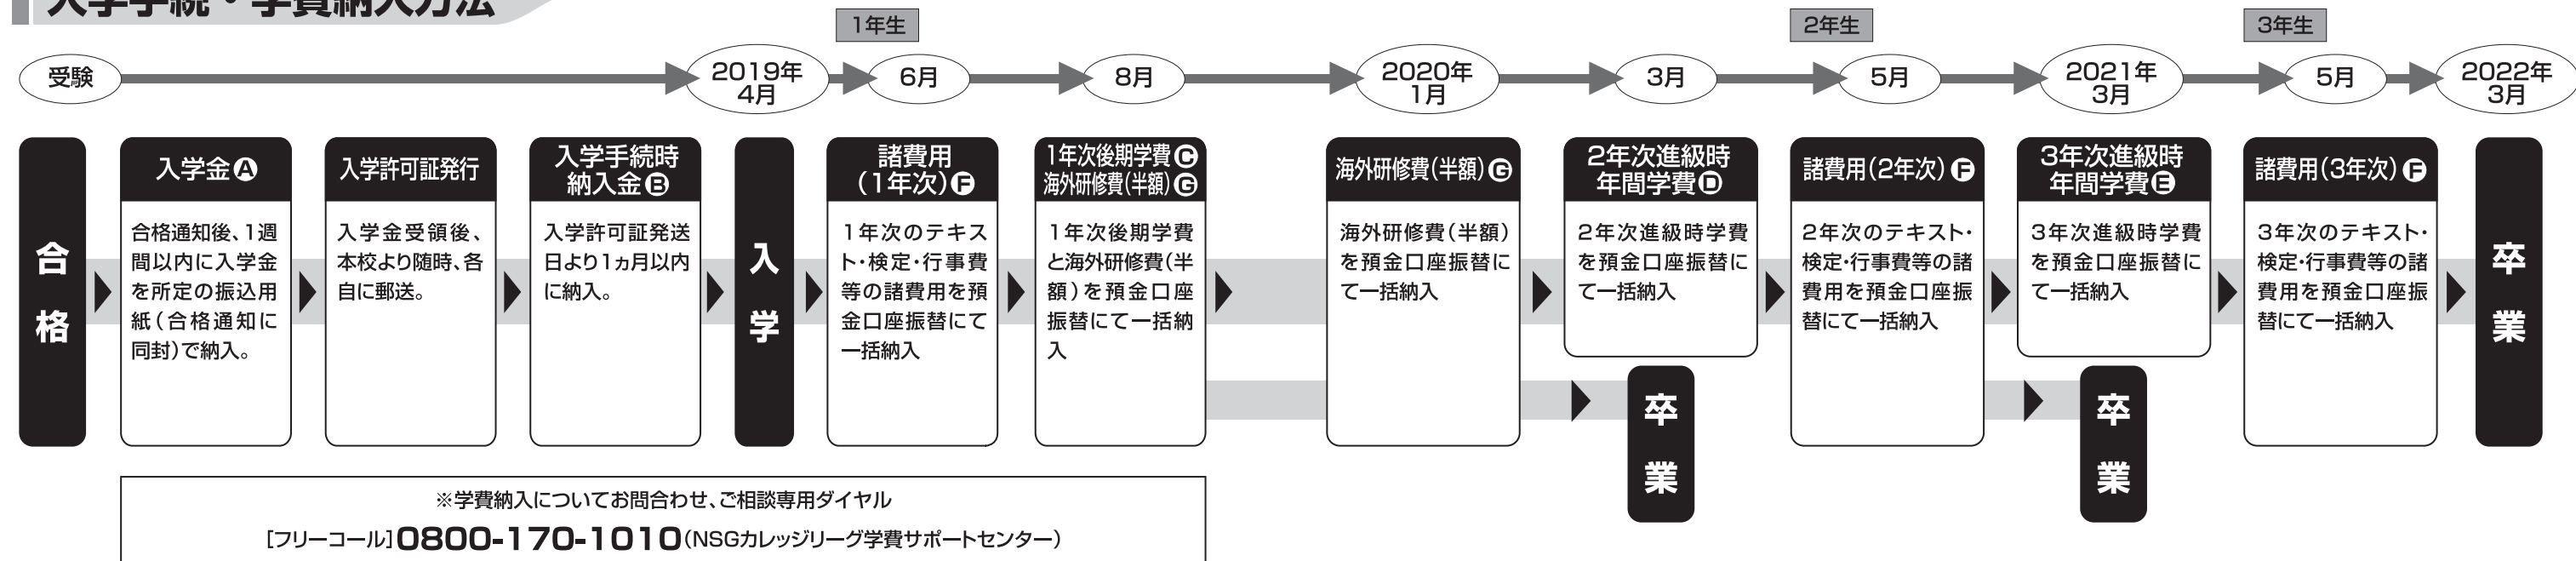 入学手続・学費納入方法
1年生
2年生
3年生
受験
2019年
4月
6月
8月
2020年
1月
3月
5月
2021年
3月
5月
2022年
3月
合格
入学金A
合格通知後、1週
間以内に入学金
を所定の振込用
紙(合格通知に
同封)で納入。
入学許可証発行
入学金受領後、
本校より随時、各
自に郵送。
入学手続時
納入金B
入学許可証発送
日より1ヵ月以内
に納入。
入学
諸費用
(1年次)F
1年次のテキス
ト・検定・行事費
等の諸費用を預
金口座振替にて
一括納入
1年次後期学費C
海外研修費(半額)G
1年次後期学費
と海外研修費(半
額)を預金口座
振替にて一括納
入
海外研修費(半額)G
海外研修費(半額)
を預金口座振替に
て一括納入
2年次進級時
年間学費D
2年次進級時学費
を預金口座振替に
て一括納入
卒業
諸費用(2年次)F
2年次のテキスト・
検定・行事費等の諸
費用を預金口座振
替にて一括納入
3年次進級時
年間学費E
3年次進級時学費
を預金口座振替に
て一括納入
卒業
諸費用(3年次)F
3年次のテキスト・
検定・行事費等の諸
費用を預金口座振
替にて一括納入
卒業
※学費納入についてお問合わせ、ご相談専用ダイヤル
[フリーコール]0800-170-1010(NSGカレッジリーグ学費サポートセンター)